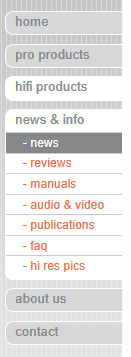 home
pro products
hifi products
news & info
- news
- reviews
- manuals
- audio & video
- publications
- faq
- hi res pics
about us
contact